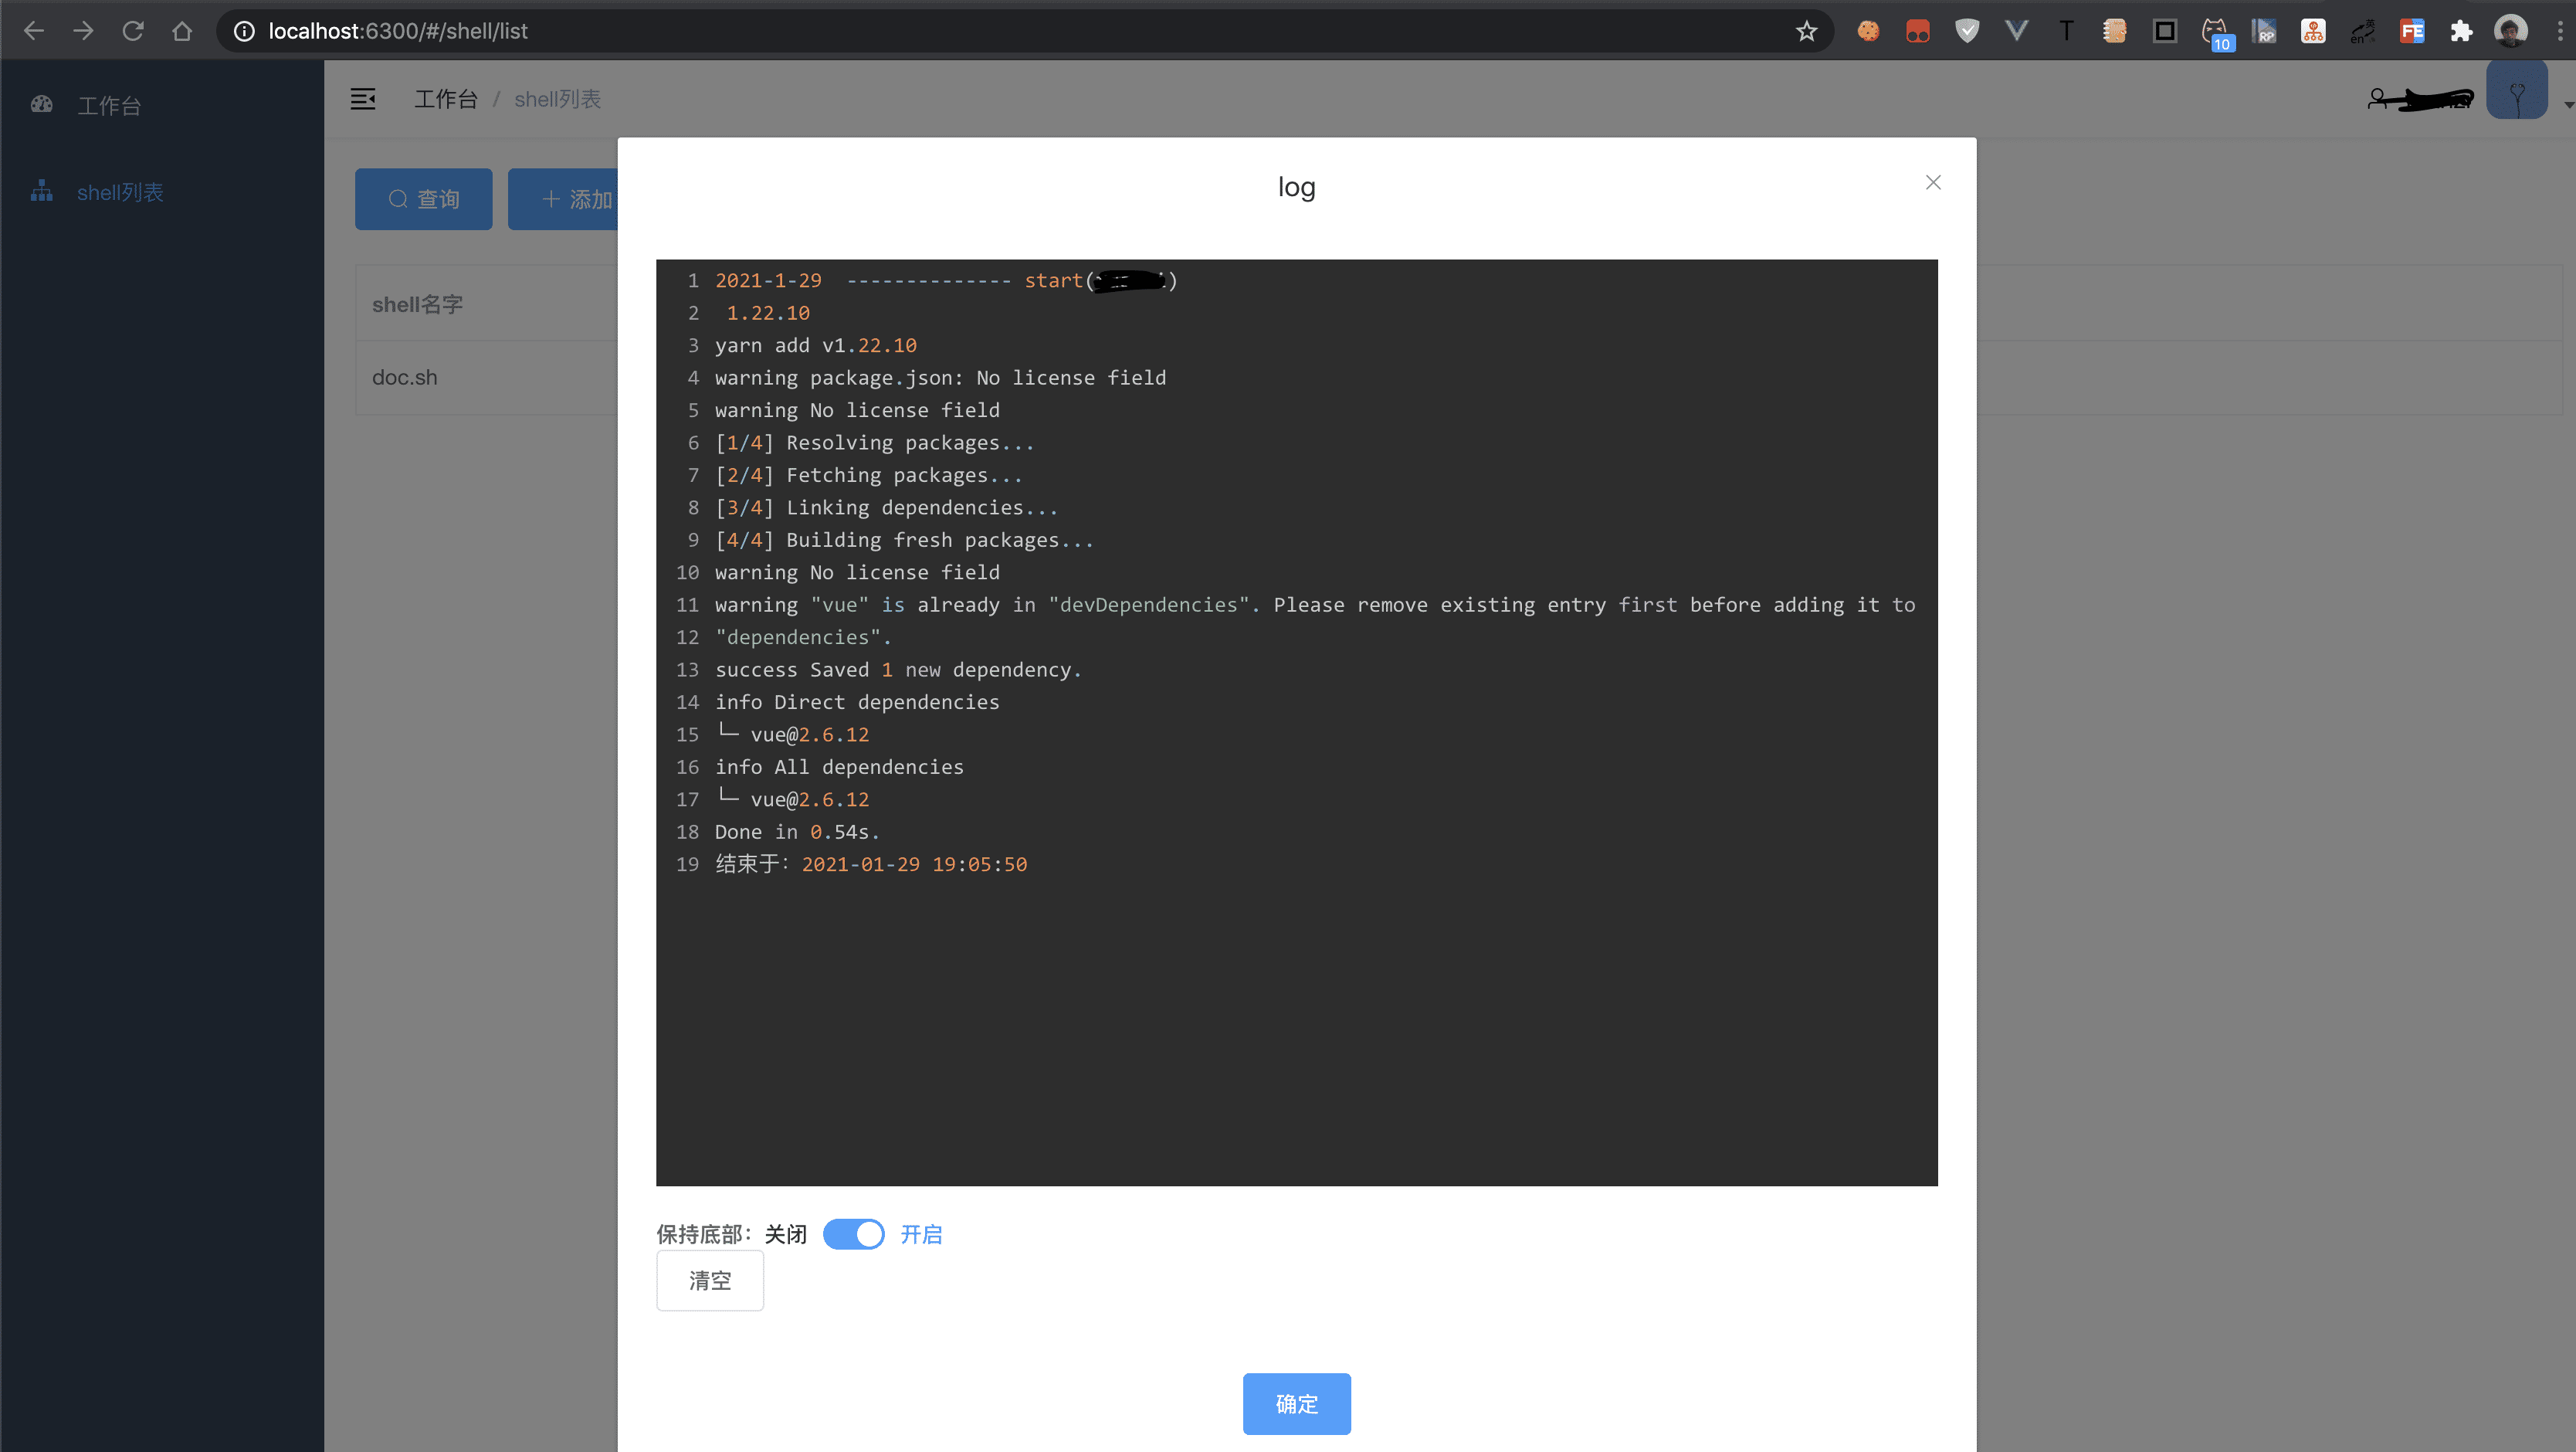 localhost:6300/#/shell/list
10
RP
英
en
FE
T
工作台
shell列表
工作台 / shell列表
查询
添加
shell名字
doc.sh
log
1 2021-1-29 -------------- start( )
2 1.22.10
3 yarn add v1.22.10
4 warning package.json: No license field
5 warning No license field
6 [1/4] Resolving packages...
7 [2/4] Fetching packages...
8 [3/4] Linking dependencies...
9 [4/4] Building fresh packages...
10 warning No license field
11 warning "vue" is already in "devDependencies". Please remove existing entry first before adding it to
12 "dependencies".
13 success Saved 1 new dependency.
14 info Direct dependencies
15 └─ vue@2.6.12
16 info All dependencies
17 └─ vue@2.6.12
18 Done in 0.54s.
19 结束于：2021-01-29 19:05:50
保持底部：关闭 开启
清空
确定